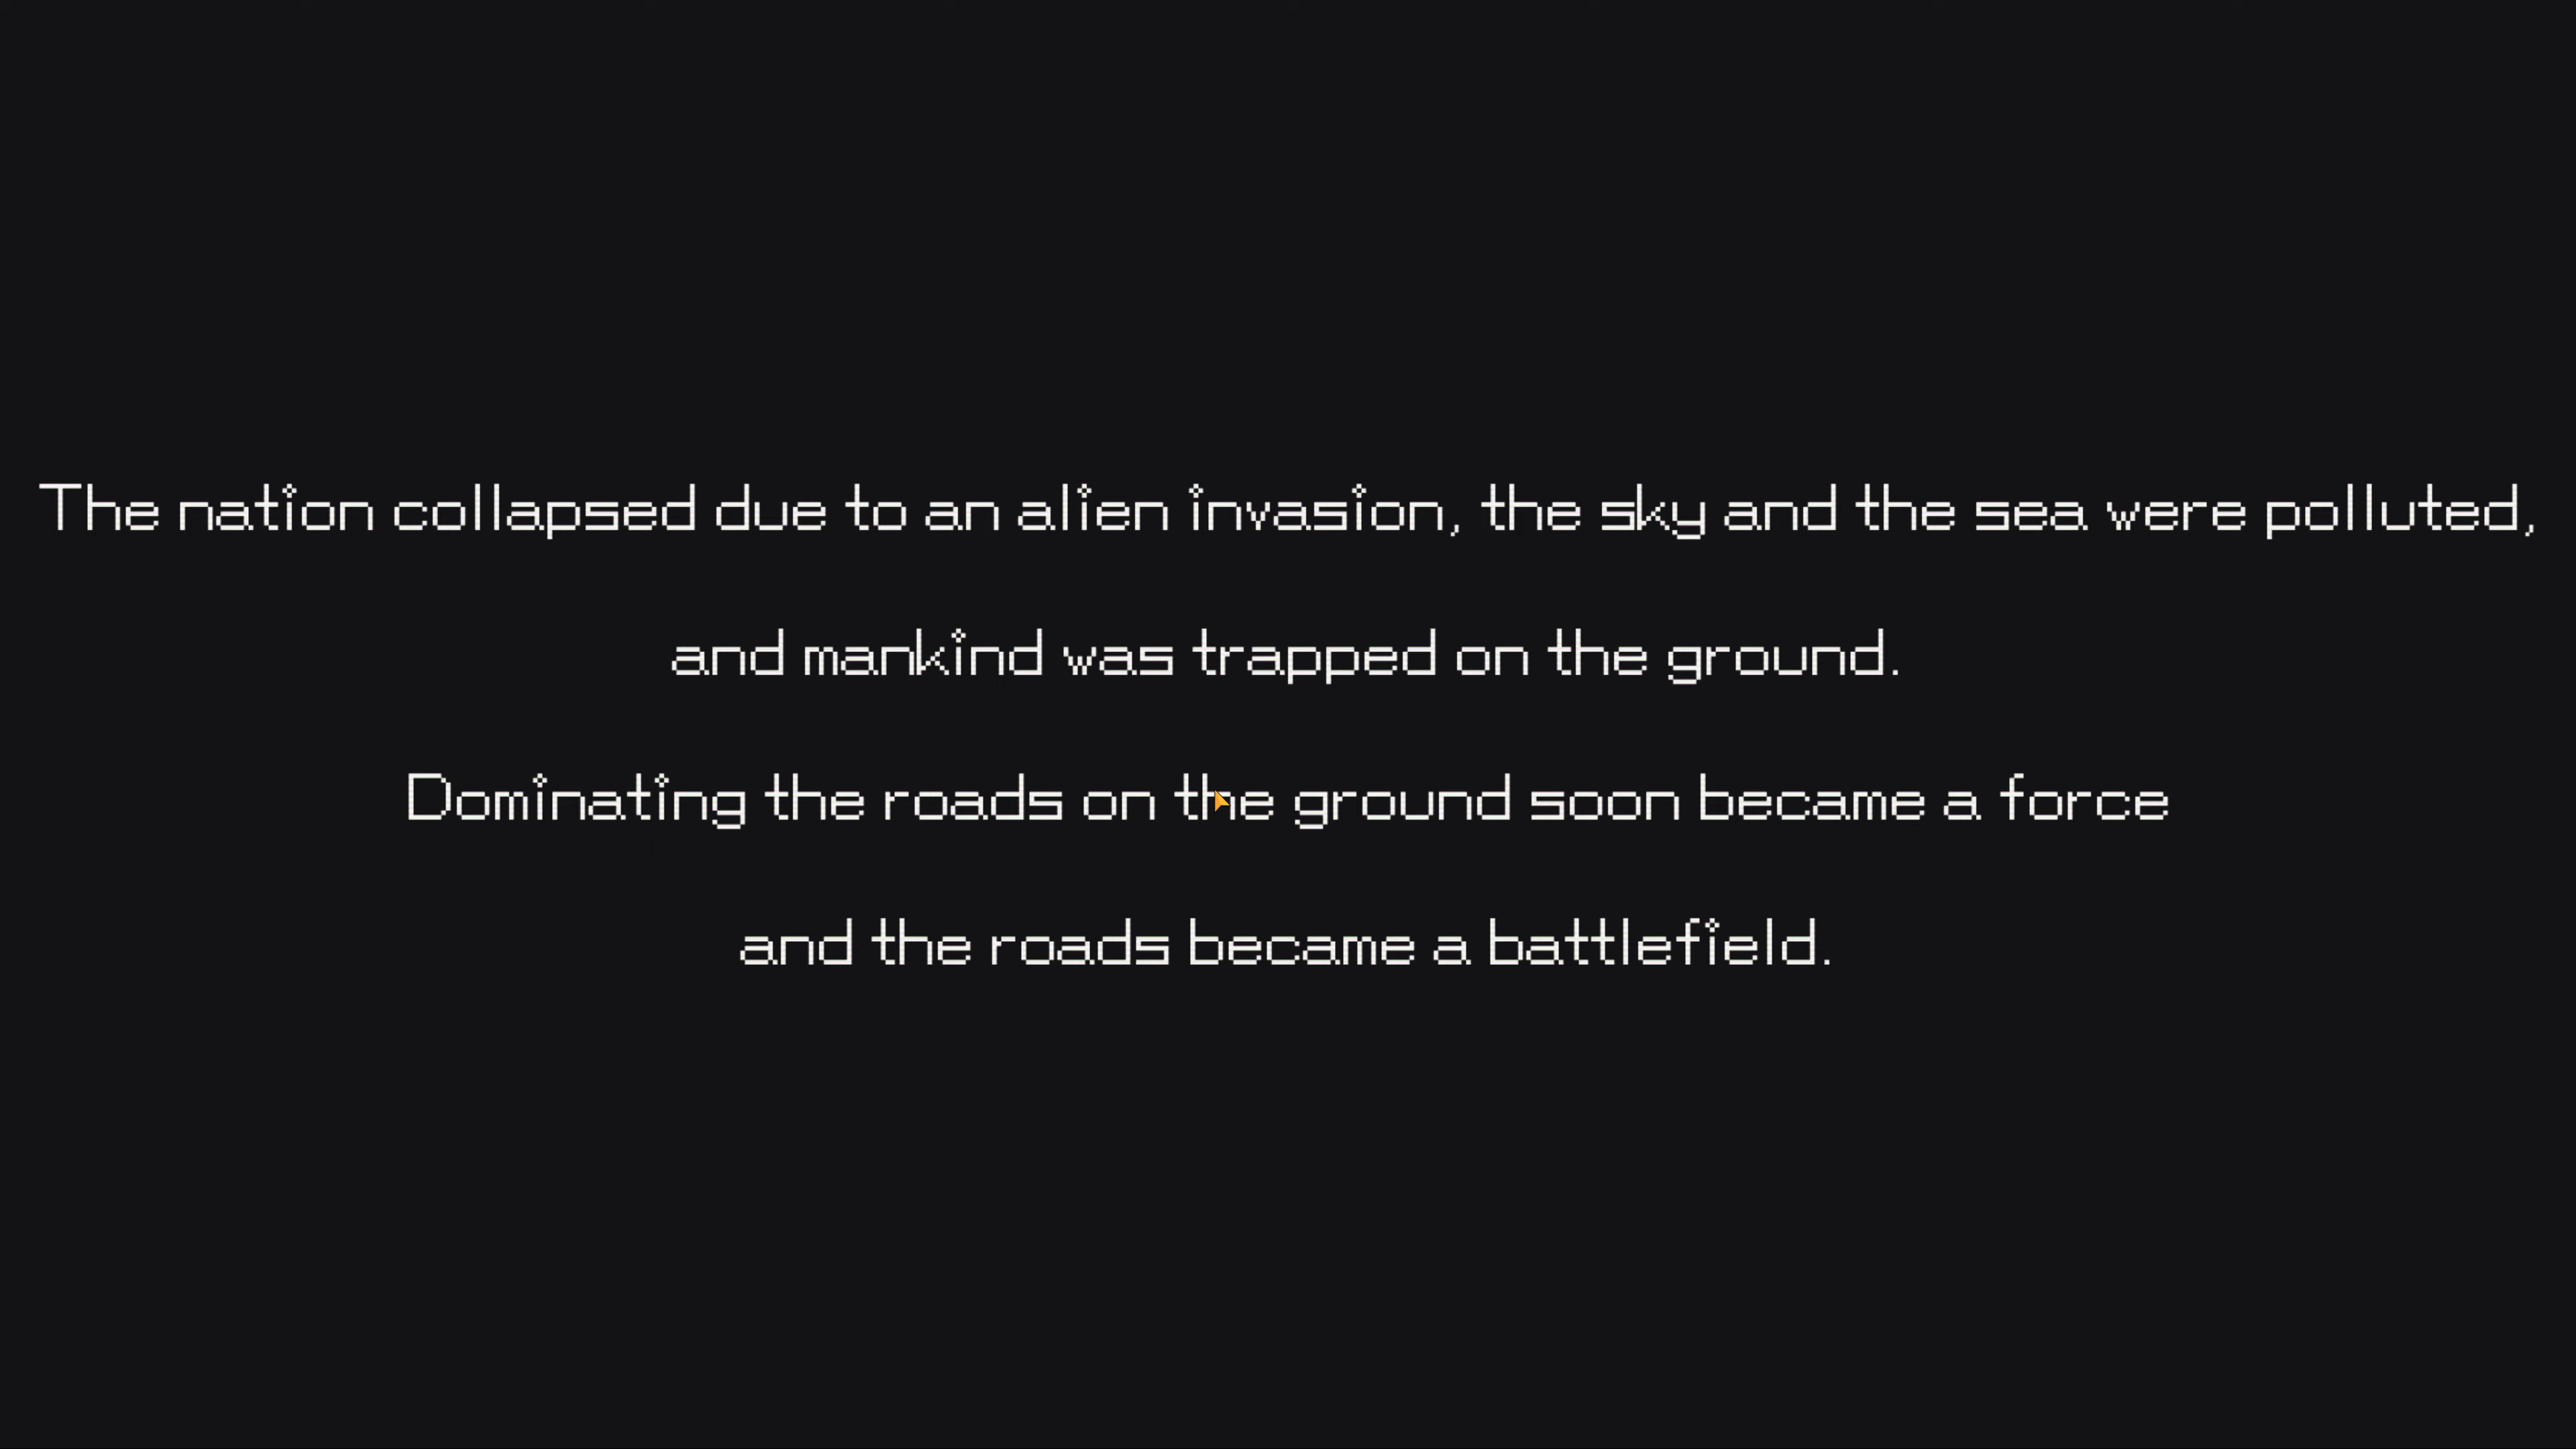 The nation collapsed due to an alien invasion, the sky and the sea were polluted,
and mankind was trapped on the ground.
Dominating the roads on the ground soon became a force
and the roads became a battlefield.